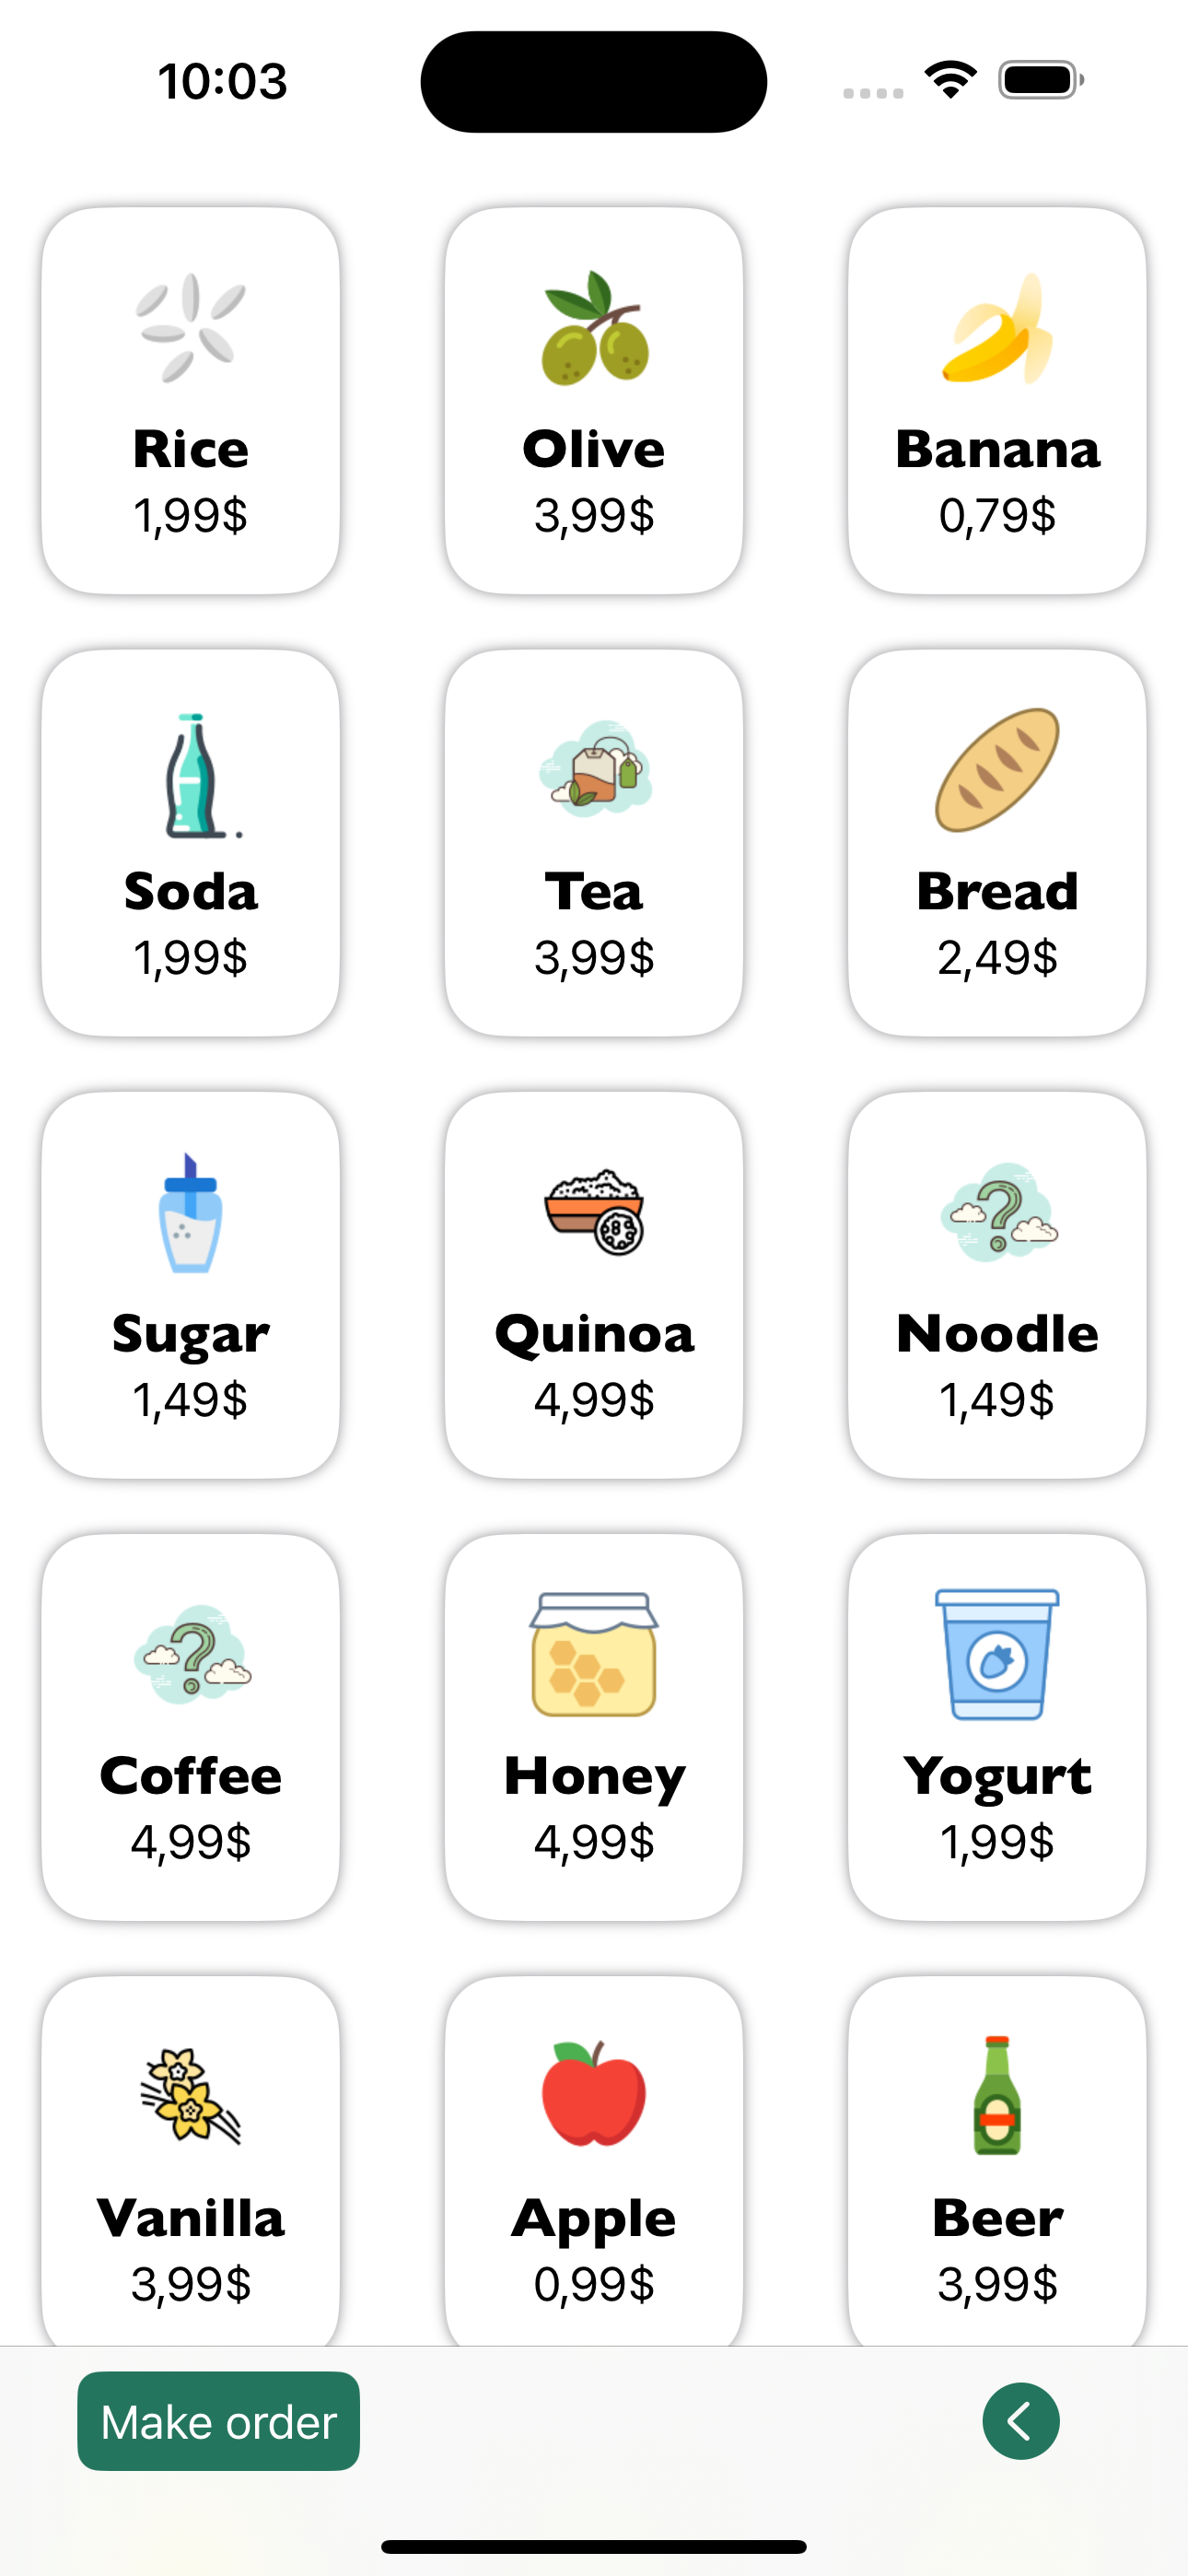 10:03
Rice Olive Banana
1,99$ 3,99$ 0,79$
Soda Tea Bread
1,99$ 3,99$ 2,49$
Sugar Quinoa Noodle
1,49$ 4,99$ 1,49$
Coffee Honey Yogurt
4,99$ 4,99$ 1,99$
Vanilla Apple Beer
3,99$ 0,99$ 3,99$
Make order